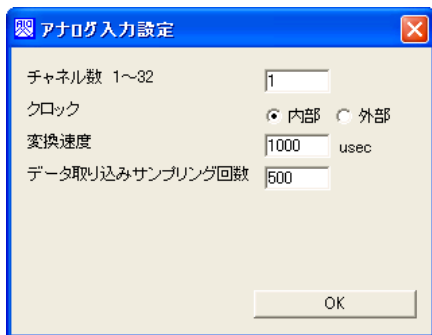 アナログ入力設定
チャネル数 1～32 1
クロック 内部 外部
変換速度 1000 usec
データ取り込みサンプリング回数 500
OK